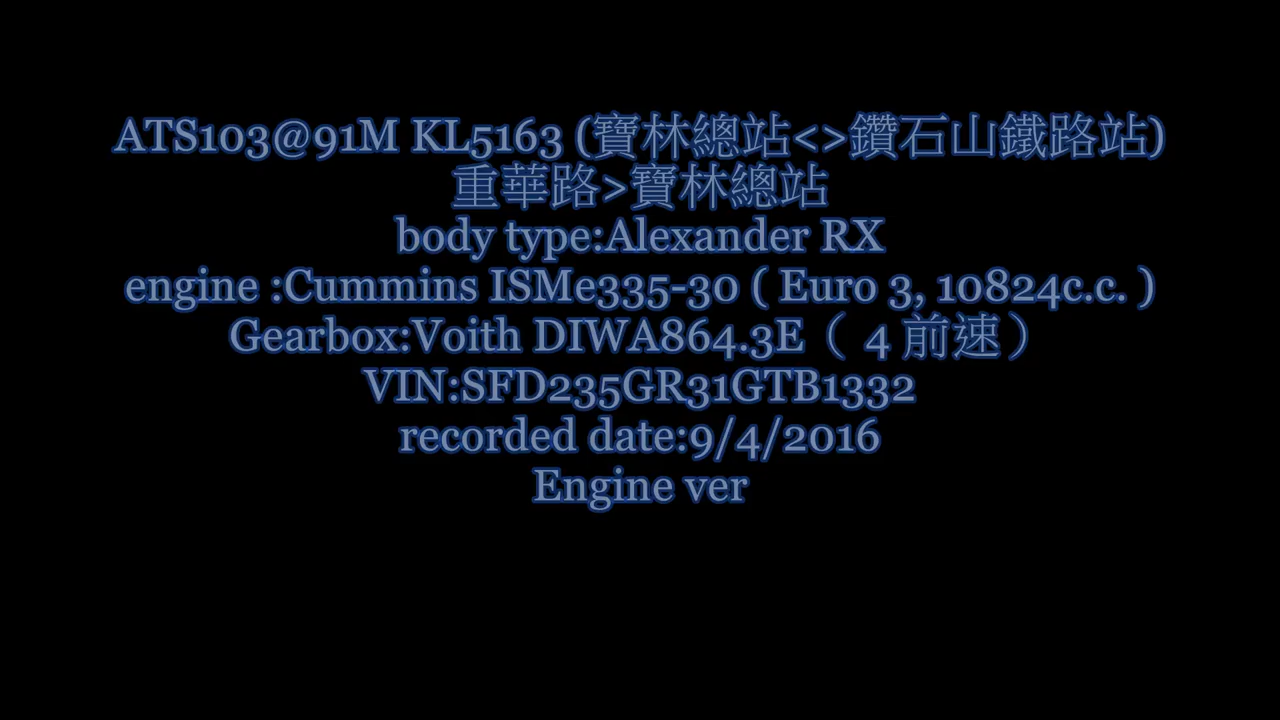 ATS103@91M KL5163 (寶林總站<>鑽石山鐵路站)
重華路>寶林總站
body type:Alexander RX
engine :Cummins ISMe335-30 ( Euro 3, 10824c.c. )
Gearbox:Voith DIWA864.3E（ 4 前速）
VIN:SFD235GR31GTB1332
recorded date:9/4/2016
Engine ver